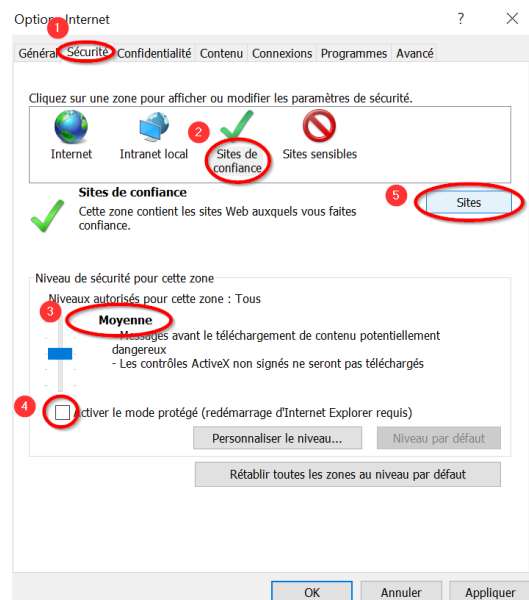 Options Internet
?
1
Général Sécurité Confidentialité Contenu Connexions Programmes Avancé
Cliquez sur une zone pour afficher ou modifier les paramètres de sécurité.
2
Internet Intranet local Sites de confiance Sites sensibles
Sites de confiance
5
Sites
Cette zone contient les sites Web auxquels vous faites
confiance.
Niveau de sécurité pour cette zone
Niveaux autorisés pour cette zone : Tous
3
Moyenne
- Messages avant le téléchargement de contenu potentiellement
dangereux
- Les contrôles ActiveX non signés ne seront pas téléchargés
4
Activer le mode protégé (redémarrage d'Internet Explorer requis)
Personnaliser le niveau... Niveau par défaut
Rétablir toutes les zones au niveau par défaut
OK Annuler Appliquer